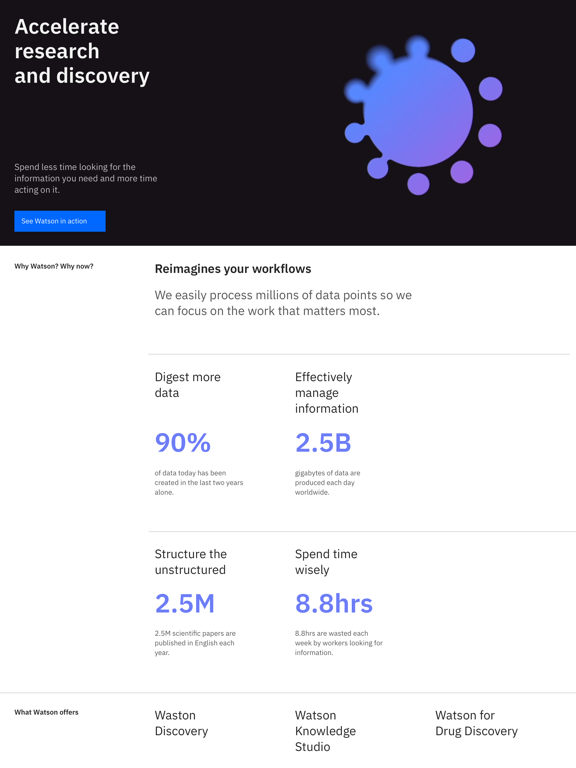 Accelerate
research
and discovery
Spend less time looking for the
information you need and more time
acting on it.
See Watson in action
Why Watson? Why now?
Reimagines your workflows
We easily process millions of data points so we
can focus on the work that matters most.
Digest more
data
90%
of data today has been
created in the last two years
alone.
Effectively
manage
information
2.5B
gigabytes of data are
produced each day
worldwide.
Structure the
unstructured
2.5M
2.5M scientific papers are
published in English each
year.
Spend time
wisely
8.8hrs
8.8hrs are wasted each
week by workers looking for
information.
What Watson offers
Waston
Discovery
Watson
Knowledge
Studio
Watson for
Drug Discovery